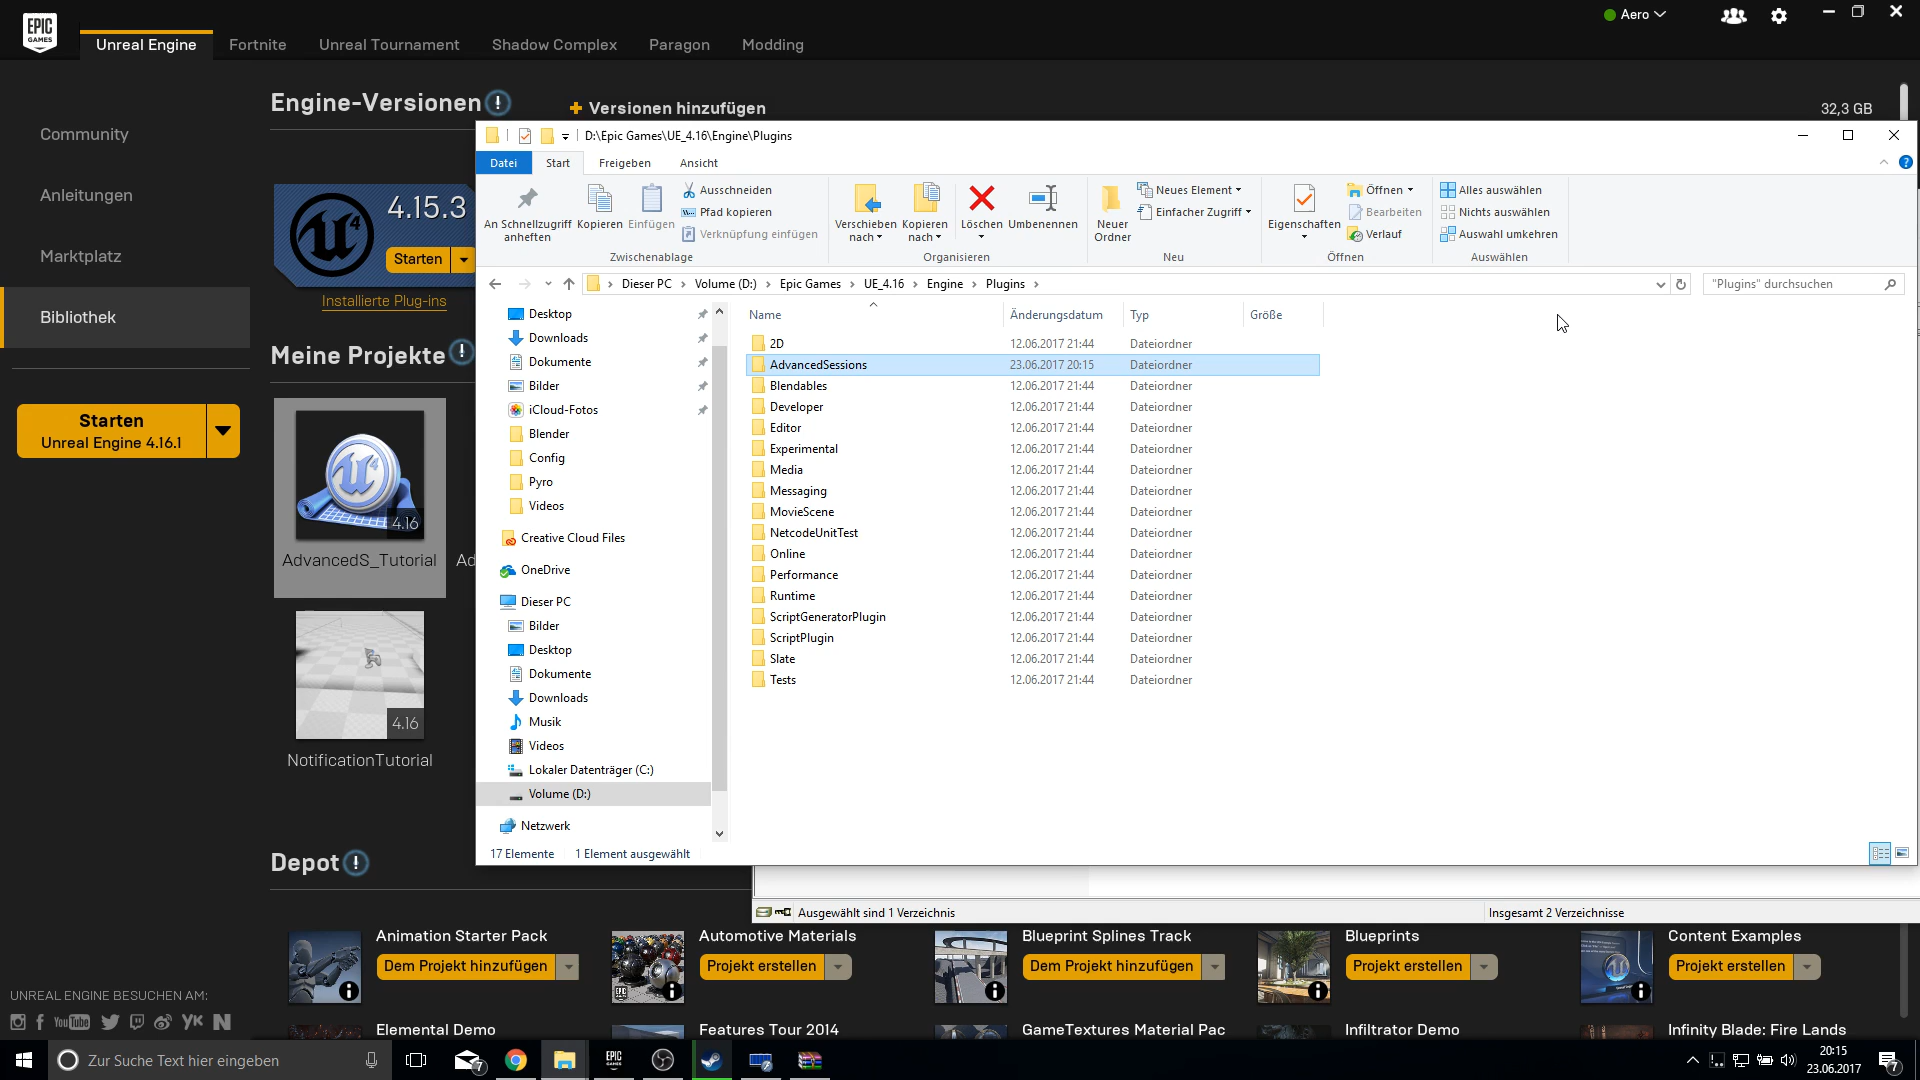 EPIC GAMES
Unreal Engine
Fortnite
Unreal Tournament
Shadow Complex
Paragon
Modding
Aero
Community
Anleitungen
Marktplatz
Bibliothek
Starten
Unreal Engine 4.16.1
Engine-Versionen
+ Versionen hinzufügen
32,3 GB
4.15.3
Starten
Installierte Plug-ins
Meine Projekte
4.16
AdvancedS_Tutorial
Ad
4.16
NotificationTutorial
D:\Epic Games\UE_4.16\Engine\Plugins
Datei
Start
Freigeben
Ansicht
An Schnellzugriff anheften
Kopieren
Einfügen
Ausschneiden
Pfad kopieren
Verknüpfung einfügen
Zwischenablage
Verschieben nach
Kopieren nach
Löschen
Umbenennen
Organisieren
Neuer Ordner
Neues Element
Einfacher Zugriff
Neu
Eigenschaften
Öffnen
Bearbeiten
Verlauf
Öffnen
Alles auswählen
Nichts auswählen
Auswahl umkehren
Auswählen
Dieser PC > Volume (D:) > Epic Games > UE_4.16 > Engine > Plugins >
"Plugins" durchsuchen
Desktop
Downloads
Dokumente
Bilder
iCloud-Fotos
Blender
Config
Pyro
Videos
Creative Cloud Files
OneDrive
Dieser PC
Bilder
Desktop
Dokumente
Downloads
Musik
Videos
Lokaler Datenträger (C:)
Volume (D:)
Netzwerk
Name Änderungsdatum Typ Größe
2D 12.06.2017 21:44 Dateiordner
AdvancedSessions 23.06.2017 20:15 Dateiordner
Blendables 12.06.2017 21:44 Dateiordner
Developer 12.06.2017 21:44 Dateiordner
Editor 12.06.2017 21:44 Dateiordner
Experimental 12.06.2017 21:44 Dateiordner
Media 12.06.2017 21:44 Dateiordner
Messaging 12.06.2017 21:44 Dateiordner
MovieScene 12.06.2017 21:44 Dateiordner
NetcodeUnitTest 12.06.2017 21:44 Dateiordner
Online 12.06.2017 21:44 Dateiordner
Performance 12.06.2017 21:44 Dateiordner
Runtime 12.06.2017 21:44 Dateiordner
ScriptGeneratorPlugin 12.06.2017 21:44 Dateiordner
ScriptPlugin 12.06.2017 21:44 Dateiordner
Slate 12.06.2017 21:44 Dateiordner
Tests 12.06.2017 21:44 Dateiordner
17 Elemente 1 Element ausgewählt
Ausgewählt sind 1 Verzeichnis
Insgesamt 2 Verzeichnisse
Depot
Animation Starter Pack
Dem Projekt hinzufügen
Automotive Materials
Projekt erstellen
Blueprint Splines Track
Dem Projekt hinzufügen
Blueprints
Projekt erstellen
Content Examples
Projekt erstellen
Elemental Demo
Features Tour 2014
GameTextures Material Pac
Infiltrator Demo
Infinity Blade: Fire Lands
UNREAL ENGINE BESUCHEN AM:
Zur Suche Text hier eingeben
7
EPIC GAMES
20:15
23.06.2017
7